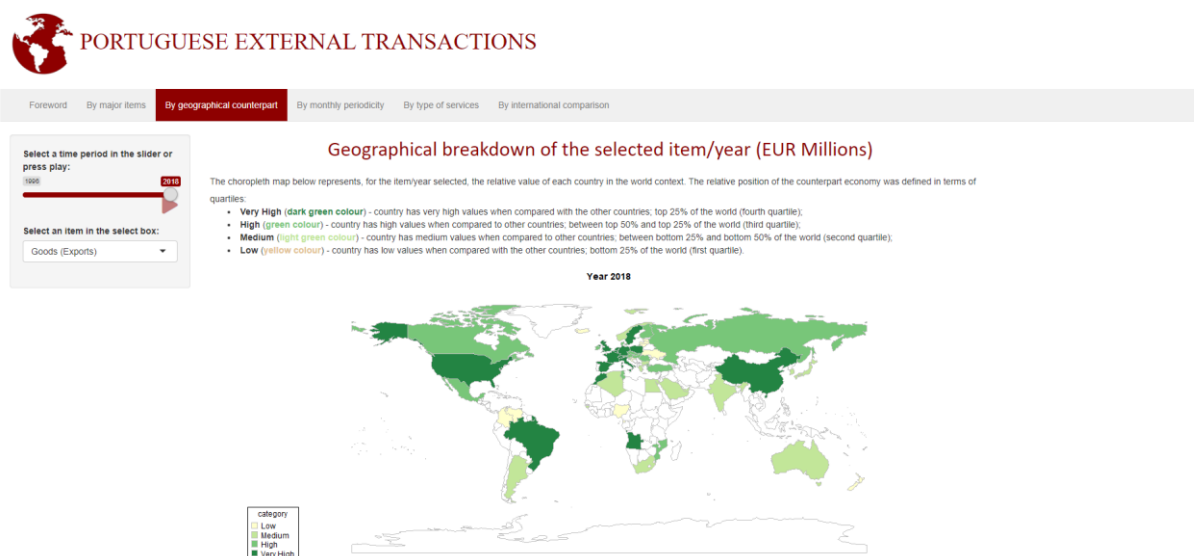 PORTUGUESE EXTERNAL TRANSACTIONS
Foreword By major items By geographical counterpart By monthly periodicity By type of services By international comparison
Select a time period in the slider or
press play:
1996 2018
Select an item in the select box:
Goods (Exports)
Geographical breakdown of the selected item/year (EUR Millions)
The choropleth map below represents, for the item/year selected, the relative value of each country in the world context. The relative position of the counterpart economy was defined in terms of
quartiles:
• Very High (dark green colour) - country has very high values when compared with the other countries; top 25% of the world (fourth quartile);
• High (green colour) - country has high values when compared to other countries; between top 50% and top 25% of the world (third quartile);
• Medium (light green colour) - country has medium values when compared to other countries; between bottom 25% and bottom 50% of the world (second quartile);
• Low (yellow colour) - country has low values when compared with the other countries; bottom 25% of the world (first quartile).
Year 2018
category
Low
Medium
High
Very High